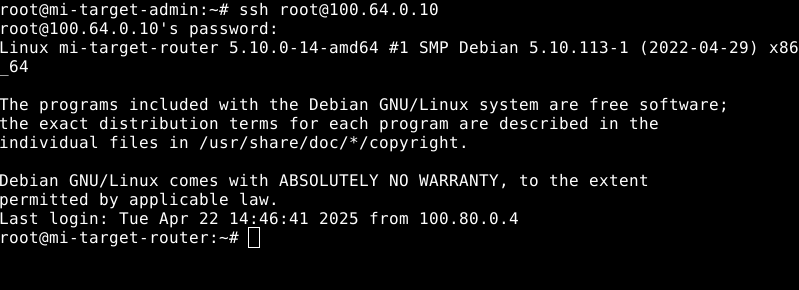 root@mi-target-admin:~# ssh root@100.64.0.10
root@100.64.0.10's password:
Linux mi-target-router 5.10.0-14-amd64 #1 SMP Debian 5.10.113-1 (2022-04-29) x86
_64

The programs included with the Debian GNU/Linux system are free software;
the exact distribution terms for each program are described in the
individual files in /usr/share/doc/*/copyright.

Debian GNU/Linux comes with ABSOLUTELY NO WARRANTY, to the extent
permitted by applicable law.
Last login: Tue Apr 22 14:46:41 2025 from 100.80.0.4
root@mi-target-router:~#